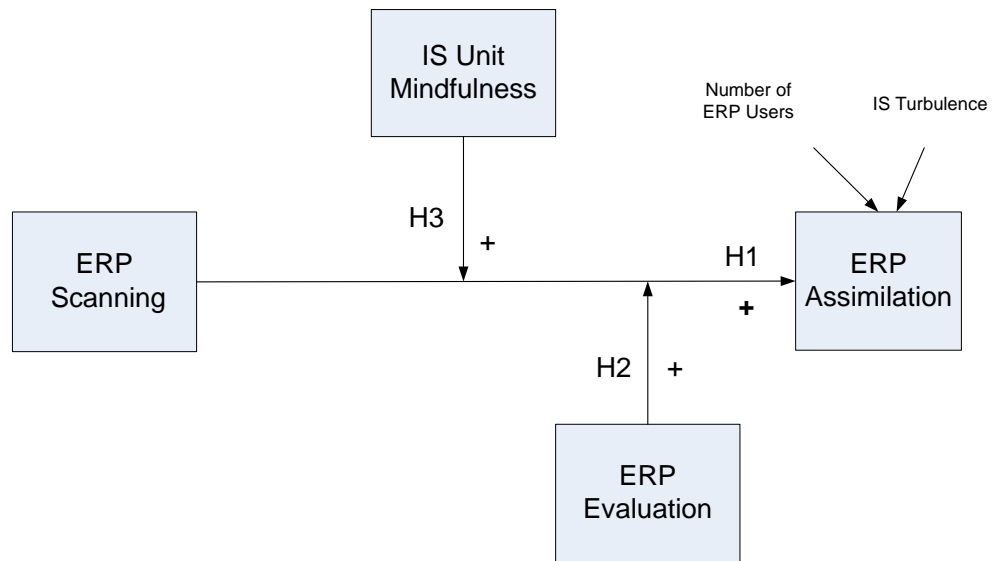 IS Unit
Mindfulness
Number of
ERP Users
IS Turbulence
H3
+
ERP
Scanning
H1
+
ERP
Assimilation
H2
+
ERP
Evaluation